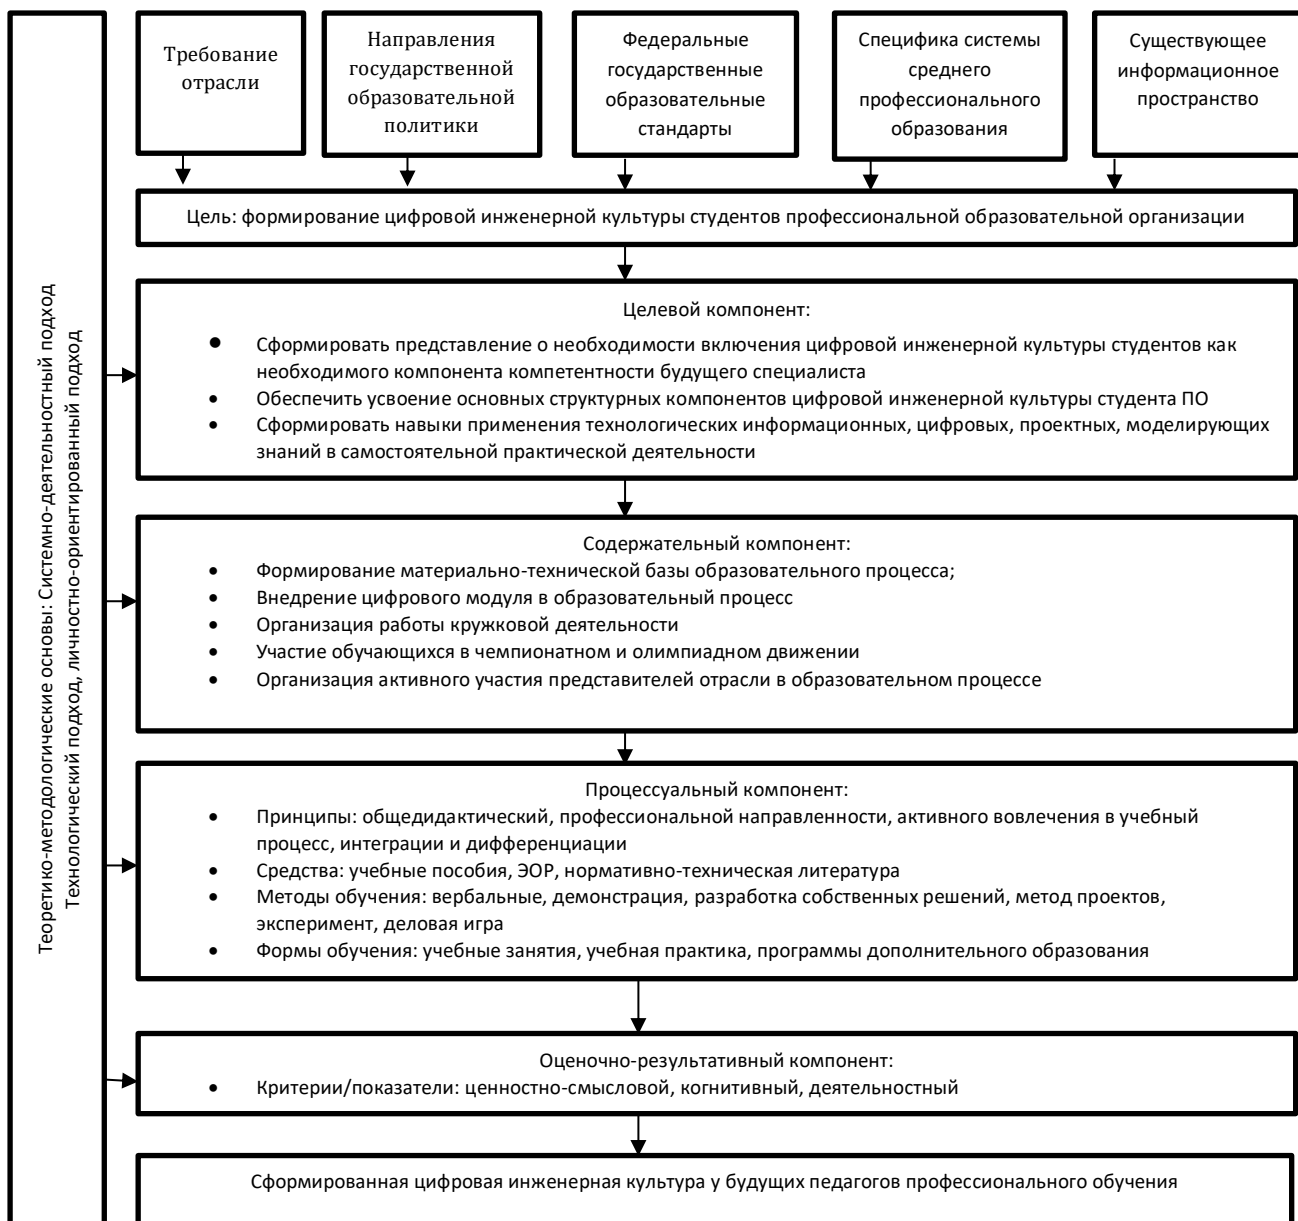 Требование
отрасли
Направления
государственной
образовательной
политики
Федеральные
государственные
образовательные
стандарты
Специфика системы
среднего
профессионального
образования
Существующее
информационное
пространство
Цель: формирование цифровой инженерной культуры студентов профессиональной образовательной организации
Теоретико-методологические основы: Системно-деятельностный подход
Технологический подход, личностно-ориентированный подход
Целевой компонент:
• Сформировать представление о необходимости включения цифровой инженерной культуры студентов как
необходимого компонента компетентности будущего специалиста
• Обеспечить усвоение основных структурных компонентов цифровой инженерной культуры студента ПО
• Сформировать навыки применения технологических информационных, цифровых, проектных, моделирующих
знаний в самостоятельной практической деятельности
Содержательный компонент:
• Формирование материально-технической базы образовательного процесса;
• Внедрение цифрового модуля в образовательный процесс
• Организация работы кружковой деятельности
• Участие обучающихся в чемпионатном и олимпиадном движении
• Организация активного участия представителей отрасли в образовательном процессе
Процессуальный компонент:
• Принципы: общедидактический, профессиональной направленности, активного вовлечения в учебный
процесс, интеграции и дифференциации
• Средства: учебные пособия, ЭОР, нормативно-техническая литература
• Методы обучения: вербальные, демонстрация, разработка собственных решений, метод проектов,
эксперимент, деловая игра
• Формы обучения: учебные занятия, учебная практика, программы дополнительного образования
Оценочно-результативный компонент:
• Критерии/показатели: ценностно-смысловой, когнитивный, деятельностный
Сформированная цифровая инженерная культура у будущих педагогов профессионального обучения